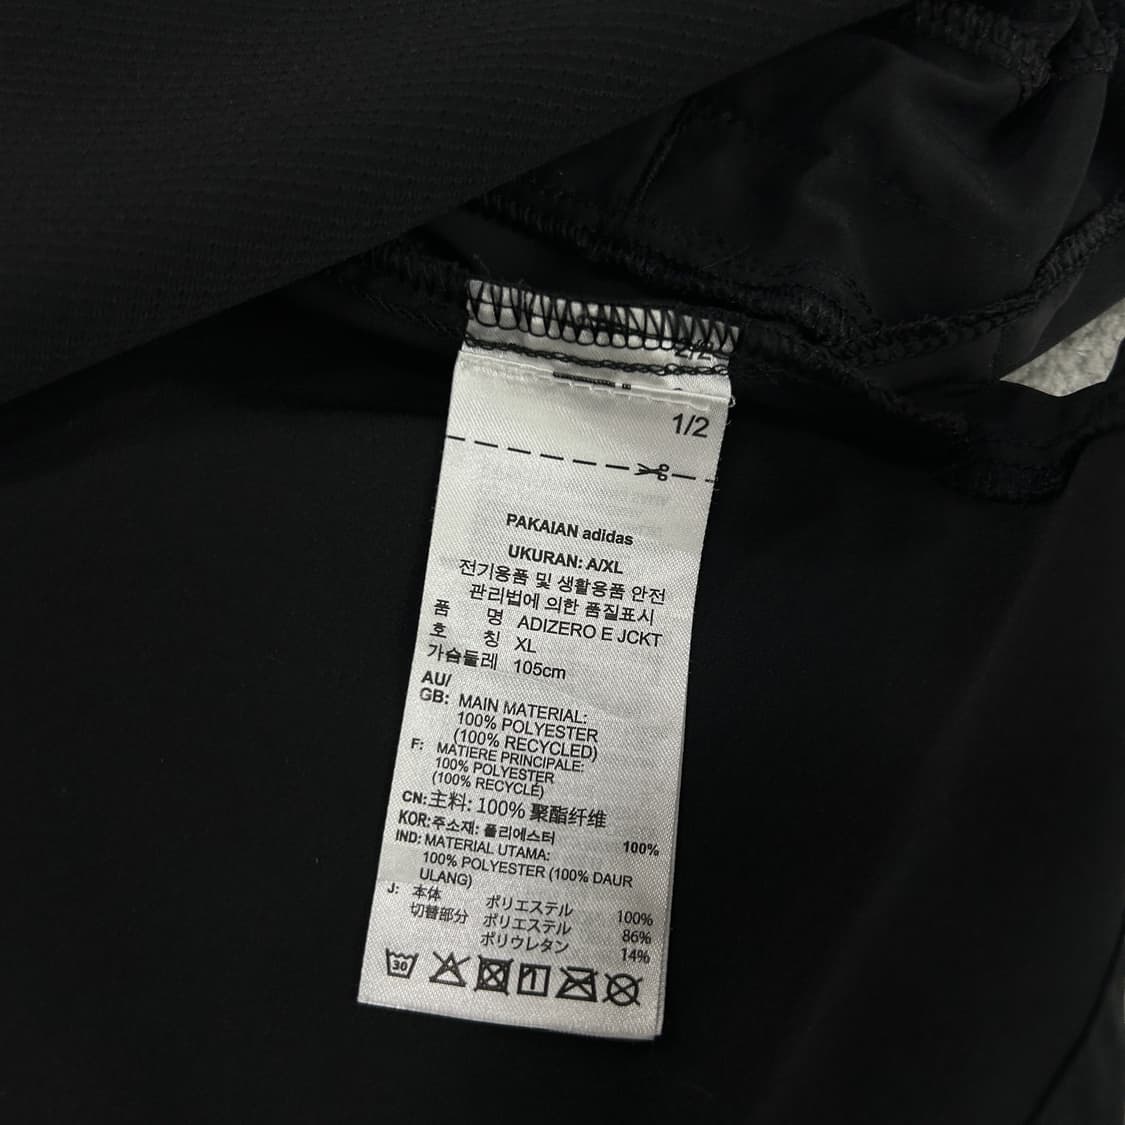 2/2
1/2
PAKAIAN adidas
UKURAN: A/XL
전기용품 및 생활용품 안전
관리법에 의한 품질표시
품 명 ADIZERO E JCKT
호 칭 XL
가슴둘레 105cm
AU/
GB: MAIN MATERIAL:
100% POLYESTER
(100% RECYCLED)
F: MATIERE PRINCIPALE:
100% POLYESTER
(100% RECYCLÉ)
CN:主料: 100% 聚酯纤维
KOR:주소재: 폴리에스터 100%
IND: MATERIAL UTAMA:
100% POLYESTER (100% DAUR
ULANG)
J: 本体 ポリエステル 100%
切替部分 ポリエステル 86%
ポリウレタン 14%
30